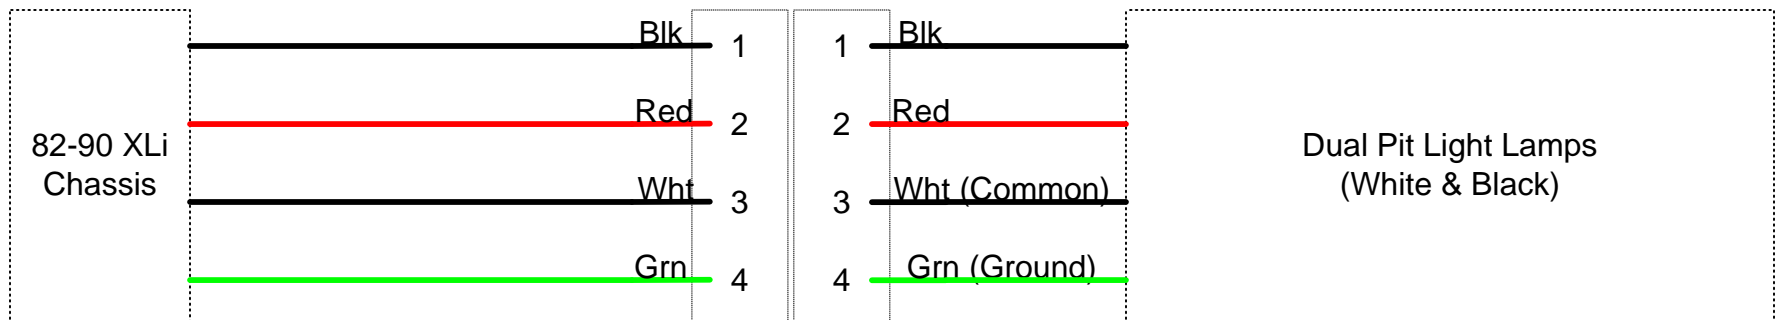 Blk 1 1 Blk
Red 2 2 Red
82-90 XLi
Chassis
Dual Pit Light Lamps
(White & Black)
Wht 3 3 Wht (Common)
Grn 4 4 Grn (Ground)